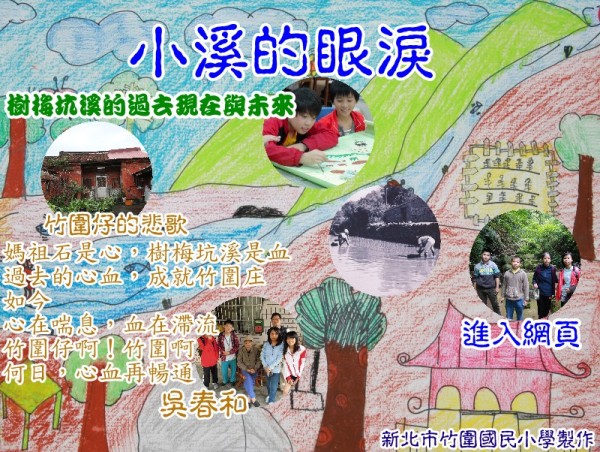 小溪的眼淚
樹梅坑溪的過去現在與未來
竹圍仔的悲歌
媽祖石是心，樹梅坑溪是血
過去的心血，成就竹圍庄
如今
心在喘息，血在滯流
竹圍仔啊！竹圍啊
何日，心血再暢通
吳春和
進入網頁
新北市竹圍國民小學製作